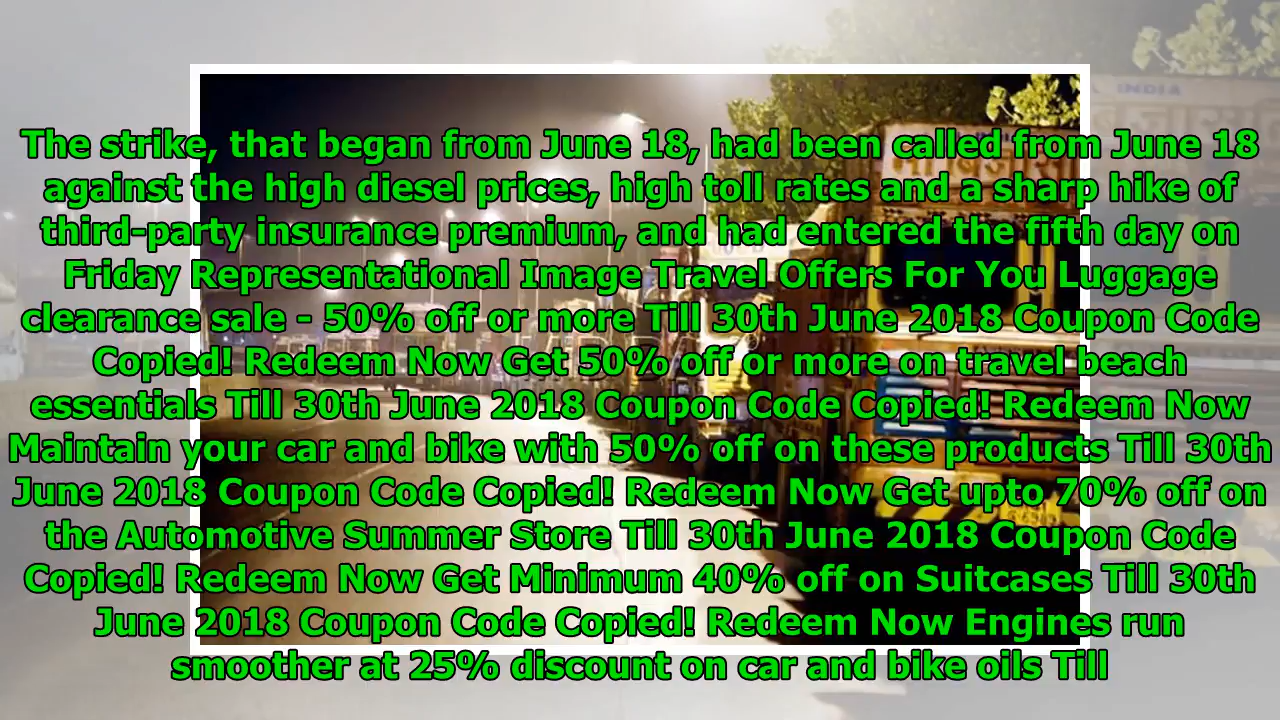 The strike, that began from June 18, had been called from June 18
against the high diesel prices, high toll rates and a sharp hike of
third-party insurance premium, and had entered the fifth day on
Friday Representational Image Travel Offers For You Luggage
clearance sale - 50% off or more Till 30th June 2018 Coupon Code
Copied! Redeem Now Get 50% off or more on travel beach
essentials Till 30th June 2018 Coupon Code Copied! Redeem Now
Maintain your car and bike with 50% off on these products Till 30th
June 2018 Coupon Code Copied! Redeem Now Get upto 70% off on
the Automotive Summer Store Till 30th June 2018 Coupon Code
Copied! Redeem Now Get Minimum 40% off on Suitcases Till 30th
June 2018 Coupon Code Copied! Redeem Now Engines run
smoother at 25% discount on car and bike oils Till
INDIA